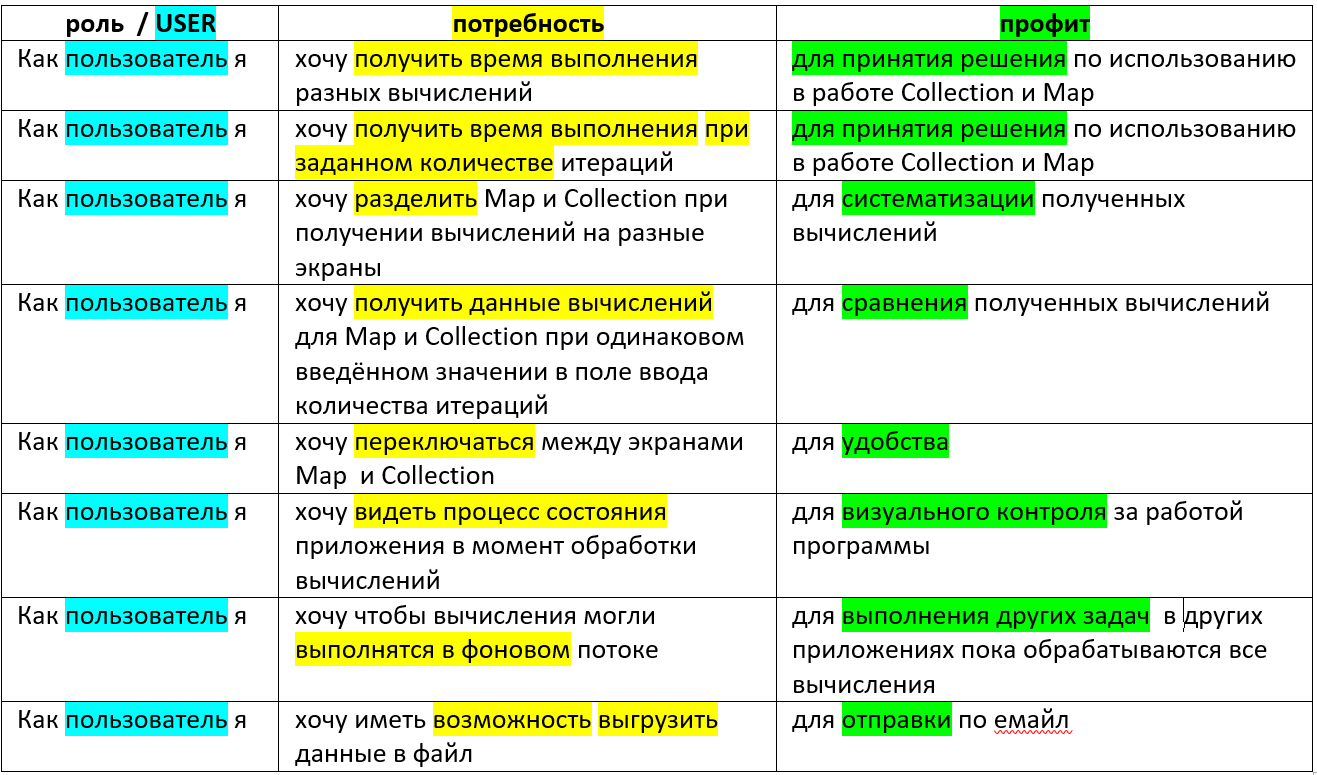 роль / USER
потребность
профит
Как пользователь я
хочу получить время выполнения
разных вычислений
для принятия решения по использованию
в работе Collection и Map
Как пользователь я
хочу получить время выполнения при
заданном количестве итераций
для принятия решения по использованию
в работе Collection и Map
Как пользователь я
хочу разделить Map и Collection при
получении вычислений на разные
экраны
для систематизации полученных
вычислений
Как пользователь я
хочу получить данные вычислений
для Map и Collection при одинаковом
введённом значении в поле ввода
количества итераций
для сравнения полученных вычислений
Как пользователь я
хочу переключаться между экранами
Map и Collection
для удобства
Как пользователь я
хочу видеть процесс состояния
приложения в момент обработки
вычислений
для визуального контроля за работой
программы
Как пользователь я
хочу чтобы вычисления могли
выполнятся в фоновом потоке
для выполнения других задач в других
приложениях пока обрабатываются все
вычисления
Как пользователь я
хочу иметь возможность выгрузить
данные в файл
для отправки по емайл